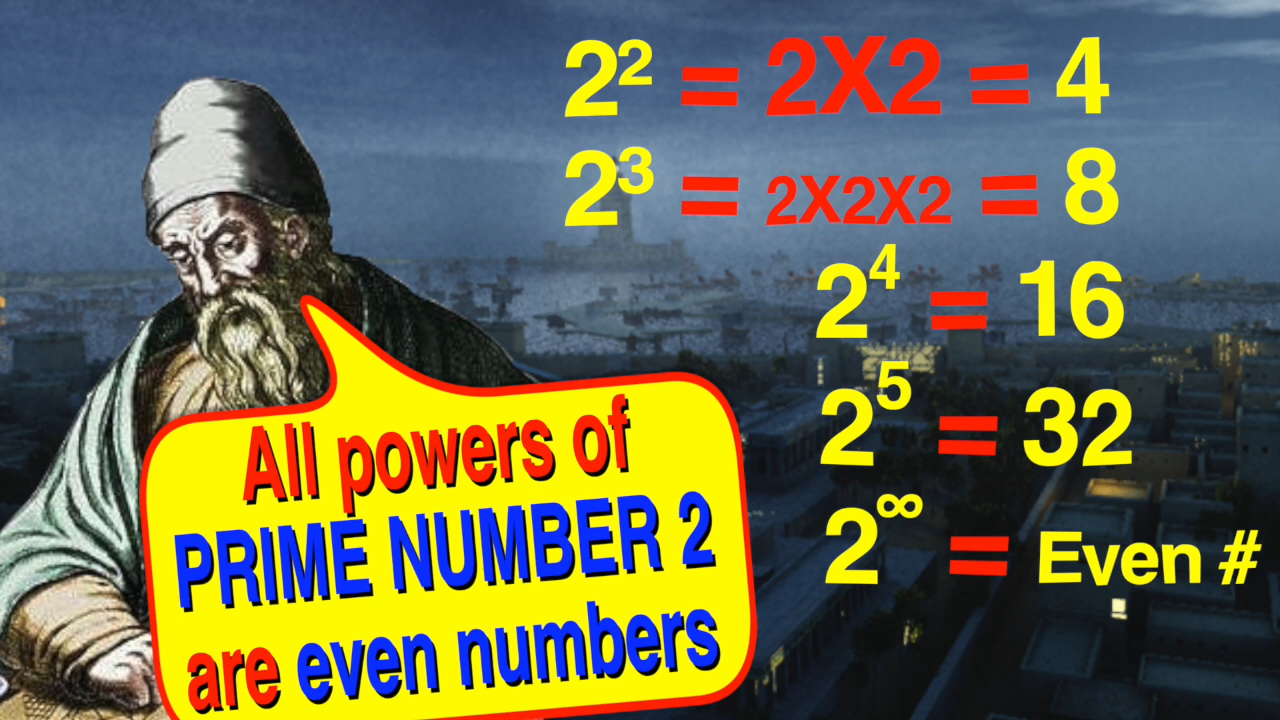 2² = 2X2 = 4
2³ = 2X2X2 = 8
2⁴ = 16
2⁵ = 32
2^∞ = Even #
All powers of
PRIME NUMBER 2
are even numbers